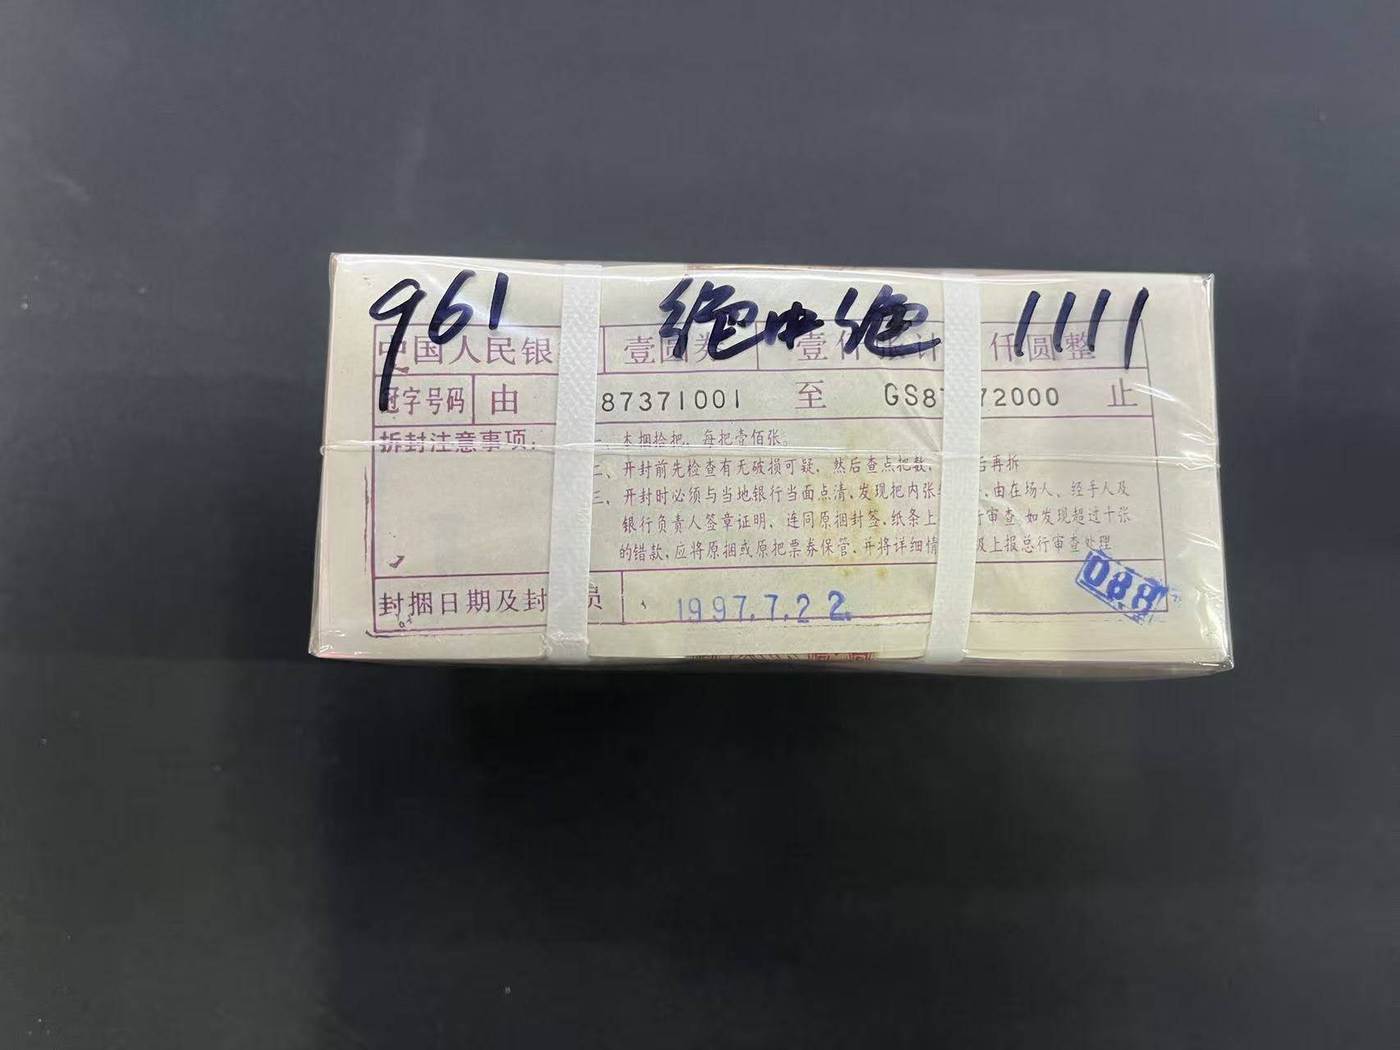 961 绝中绝 1111
中国人民银 壹圆券 壹仟张计 仟圆整
冠字号码 由 87371001 至 GS87 72000 止
拆封注意事项: 一、本捆拾把，每把壹佰张。
二、开封前先检查有无破损可疑，然后查点把数， 后再拆
三、开封时必须与当地银行当面点清、发现把内张 、由在场人、经手人及
银行负责人签章证明、连同原捆封签、纸条上 行审查、如发现超过十张
的错款、应将原捆或原把票券保管、并将详细情 级上报总行审查处理
封捆日期及封 员 1997.7.22.
088